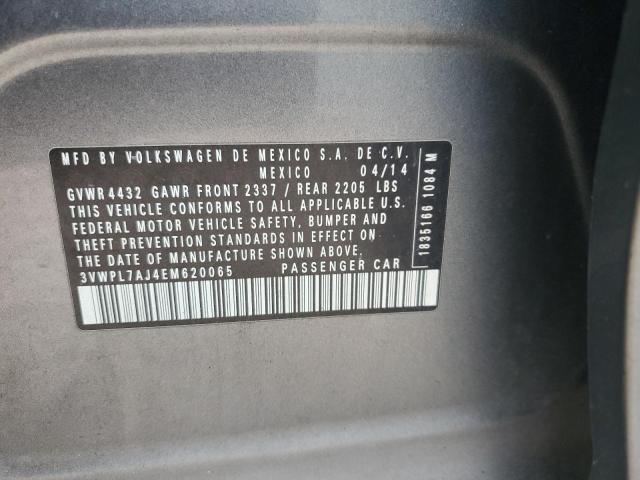 MFD BY VOLKSWAGEN DE MEXICO S.A. DE C.V.
MEXICO 04/14
GVWR 4432 GAWR FRONT 2337 / REAR 2205 LBS
THIS VEHICLE CONFORMS TO ALL APPLICABLE U.S.
FEDERAL MOTOR VEHICLE SAFETY, BUMPER AND
THEFT PREVENTION STANDARDS IN EFFECT ON
THE DATE OF MANUFACTURE SHOWN ABOVE.
3VWPL7AJ4EM620065 PASSENGER CAR
1835166 1084 M